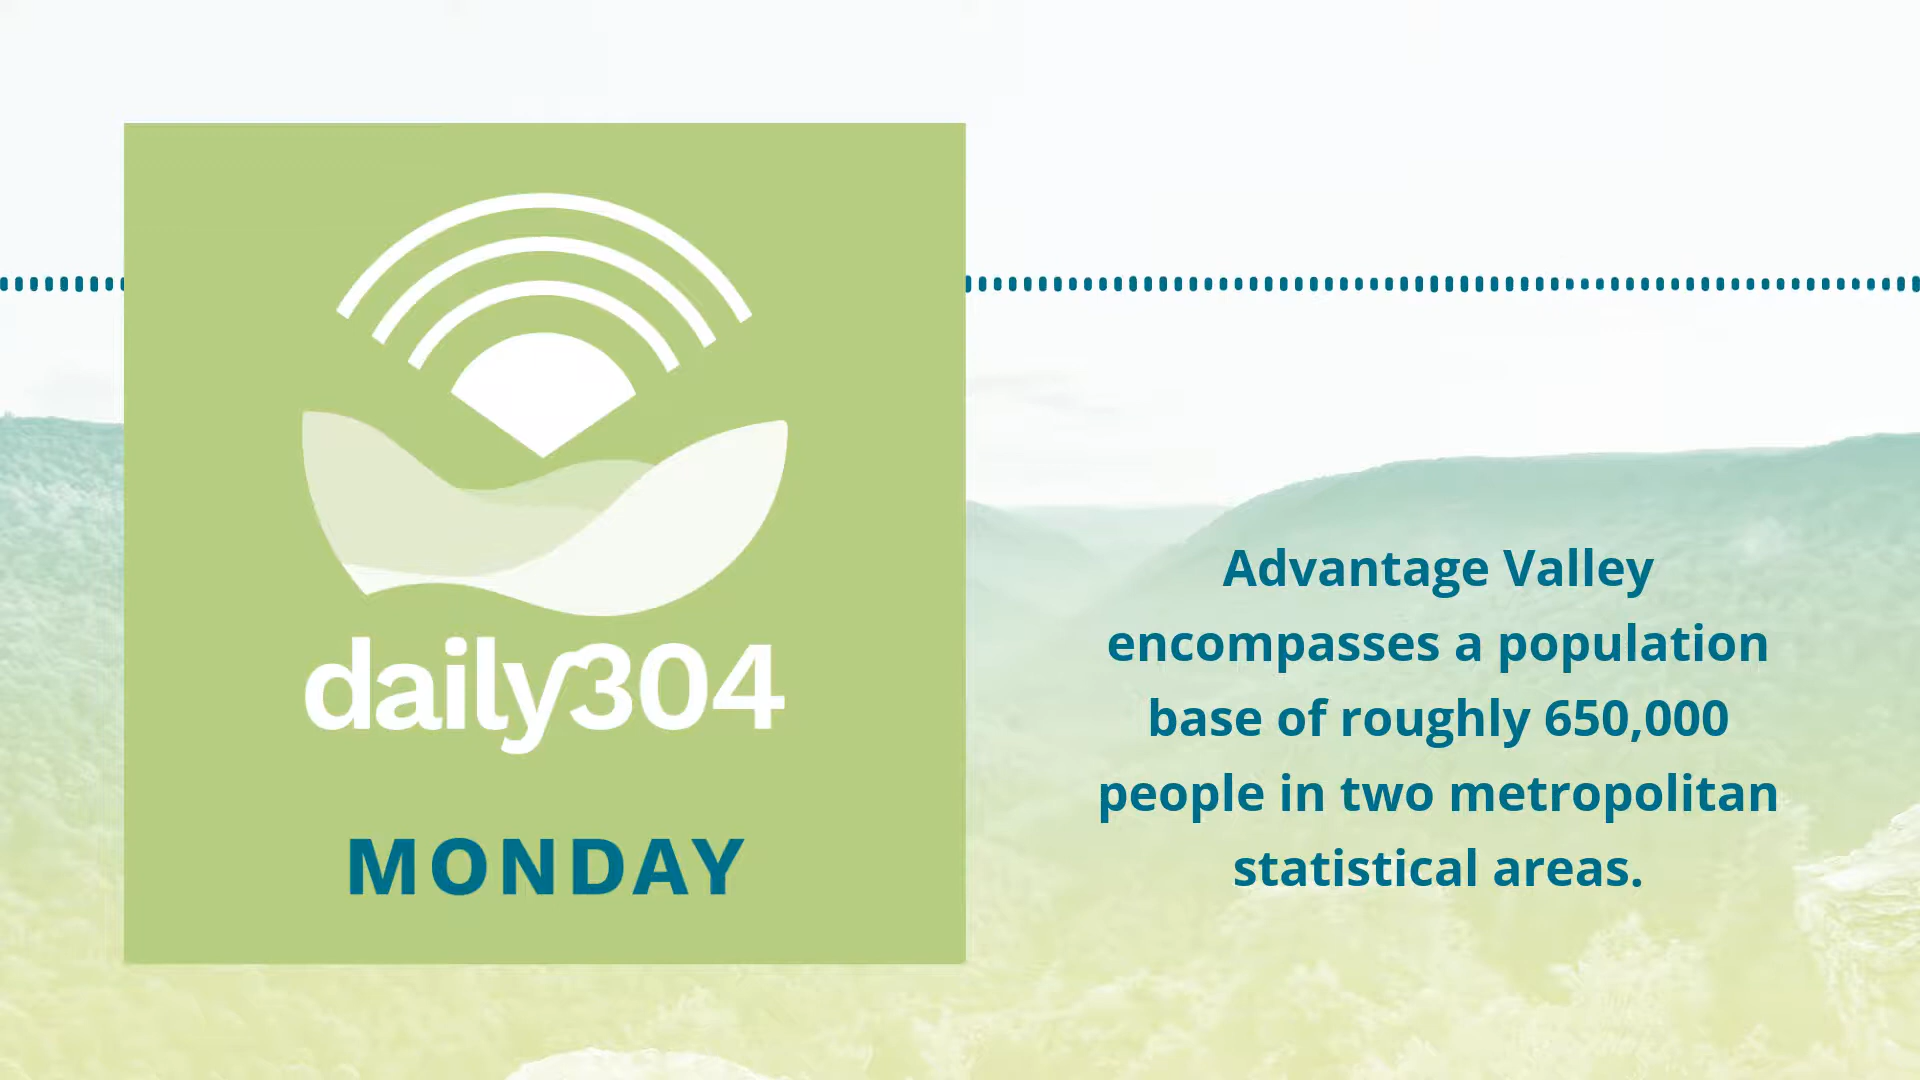 daily304
MONDAY
Advantage Valley
encompasses a population
base of roughly 650,000
people in two metropolitan
statistical areas.